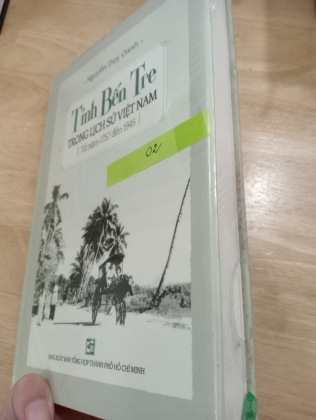 - Nguyễn Duy Oanh -
Tỉnh Bến Tre
TRONG LỊCH SỬ VIỆT NAM
Từ năm 1757 đến 1945
02
NHÀ XUẤT BẢN TỔNG HỢP THÀNH PHỐ HỒ CHÍ MINH